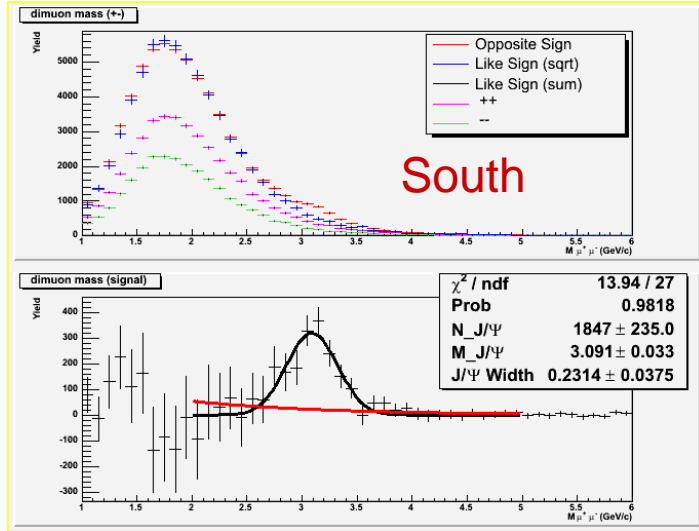 dimuon mass (+-)
Yield
5000
4000
3000
2000
1000
0
Opposite Sign
Like Sign (sqrt)
Like Sign (sum)
++
--
South
1 1.5 2 2.5 3 3.5 4 4.5 5 5.5 6
M μ⁺ μ⁻ (GeV/c)
dimuon mass (signal)
Yield
400
300
200
100
0
-100
-200
-300
χ² / ndf 13.94 / 27
Prob 0.9818
N_J/Ψ 1847 ± 235.0
M_J/Ψ 3.091 ± 0.033
J/Ψ Width 0.2314 ± 0.0375
1 1.5 2 2.5 3 3.5 4 4.5 5 5.5 6
M μ⁺ μ⁻ (GeV/c)